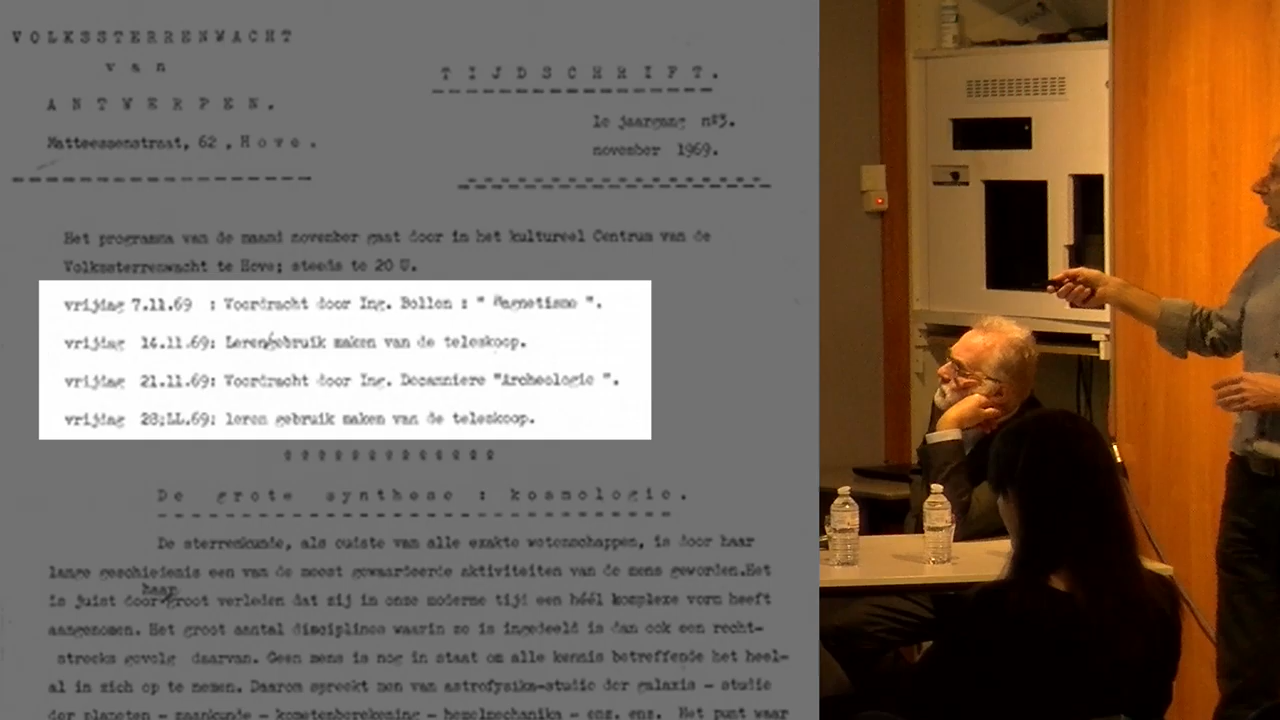 VOLKSSTERRENWACHT
van
ANTWERPEN.
Mattessenstraat, 62 , Hove.
TIJDSCHRIFT.
1e jaargang n°3.
november 1969.
Het programma van de maand november gaat door in het kultureel Centrum van de
Volkssterrenwacht te Hove; steeds te 20 U.
vrijdag 7.11.69 : Voordracht door Ing. Bollen : " Magnetisme ".
vrijdag 14.11.69: Leren gebruik maken van de teleskoop.
vrijdag 21.11.69: Voordracht door Ing. "Archeologie ".
vrijdag 28;LL.69: leren gebruik maken van de teleskoop.
De grote synthese : kosmologie.
De sterrenkunde, als oudste van alle exakte wetenschappen, is door haar
lange geschiedenis een van de meest gewaardeerde aktiviteiten van de mens geworden.Het
is juist door haar groot verleden dat zij in onze moderne tijd een héél komplexe vorm heeft
aangenomen. Het groot aantal disciplines waarin ze is ingedeeld is dan ook een recht-
streeks gevolg daarvan. Geen mens is nog in staat om alle kennis betreffende het heel-
al in zich op te nemen. Daarom spreekt men van astrofysika-studie der galaxis - studie
der planeten - maankunde - kometenberekening - hemelmechanika - enz. enz. Het punt waar